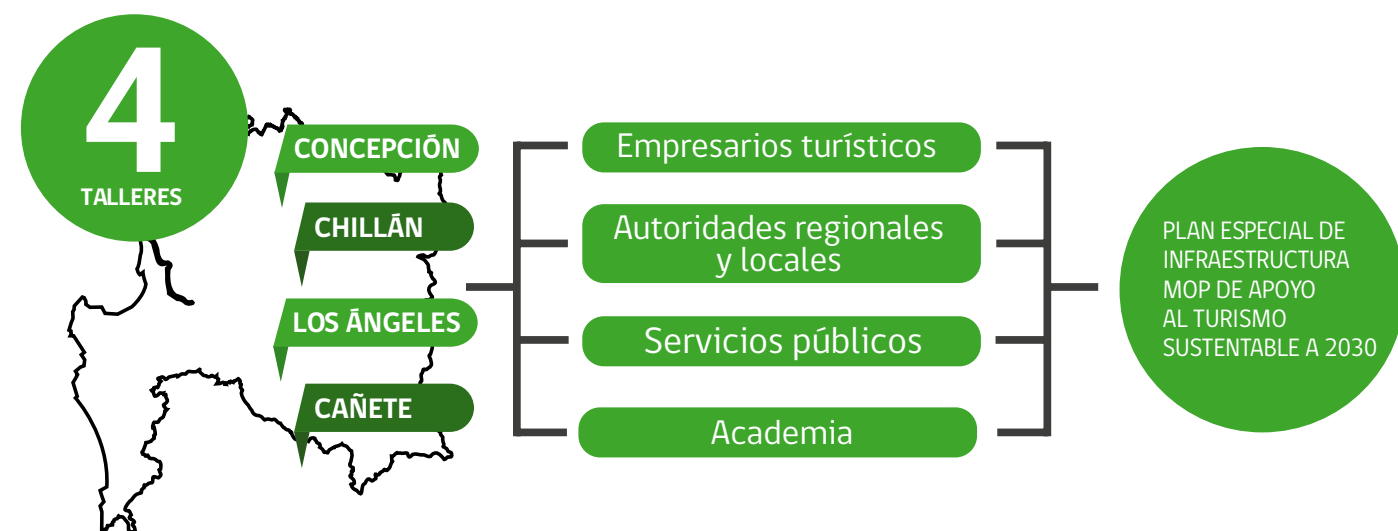 4
TALLERES
CONCEPCIÓN
CHILLÁN
LOS ÁNGELES
CAÑETE
Empresarios turísticos
Autoridades regionales
y locales
Servicios públicos
Academia
PLAN ESPECIAL DE
INFRAESTRUCTURA
MOP DE APOYO
AL TURISMO
SUSTENTABLE A 2030